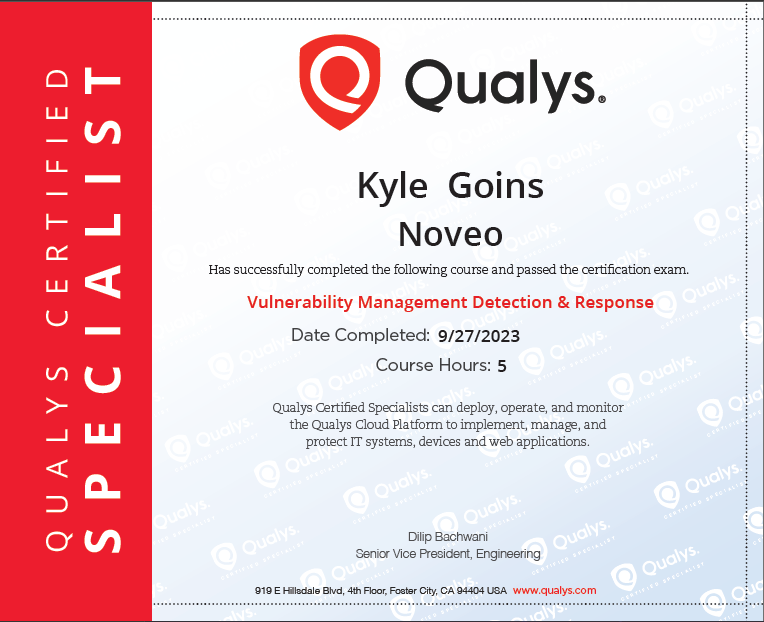 QUALYS CERTIFIED
SPECIALIST
Qualys.
Kyle Goins
Noveo
Has successfully completed the following course and passed the certification exam.
Vulnerability Management Detection & Response
Date Completed: 9/27/2023
Course Hours: 5
Qualys Certified Specialists can deploy, operate, and monitor
the Qualys Cloud Platform to implement, manage, and
protect IT systems, devices and web applications.
Dilip Bachwani
Senior Vice President, Engineering
919 E Hillsdale Blvd, 4th Floor, Foster City, CA 94404 USA www.qualys.com